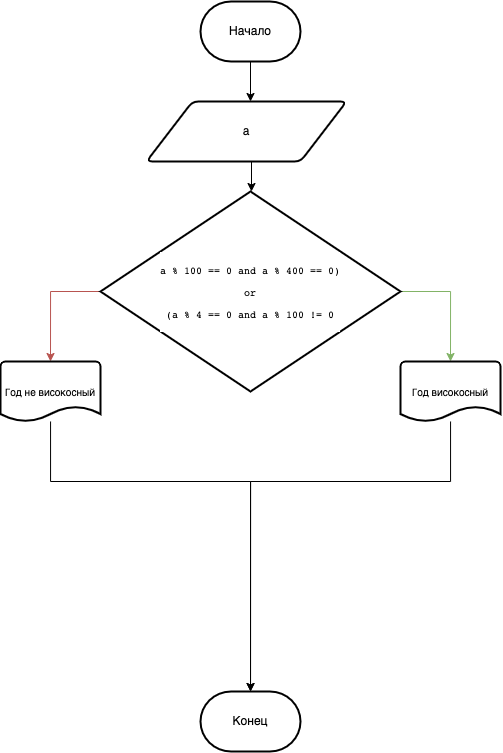 Начало
a
a % 100 == 0 and a % 400 == 0)
or
(a % 4 == 0 and a % 100 != 0
Год не високосный
Год високосный
Конец